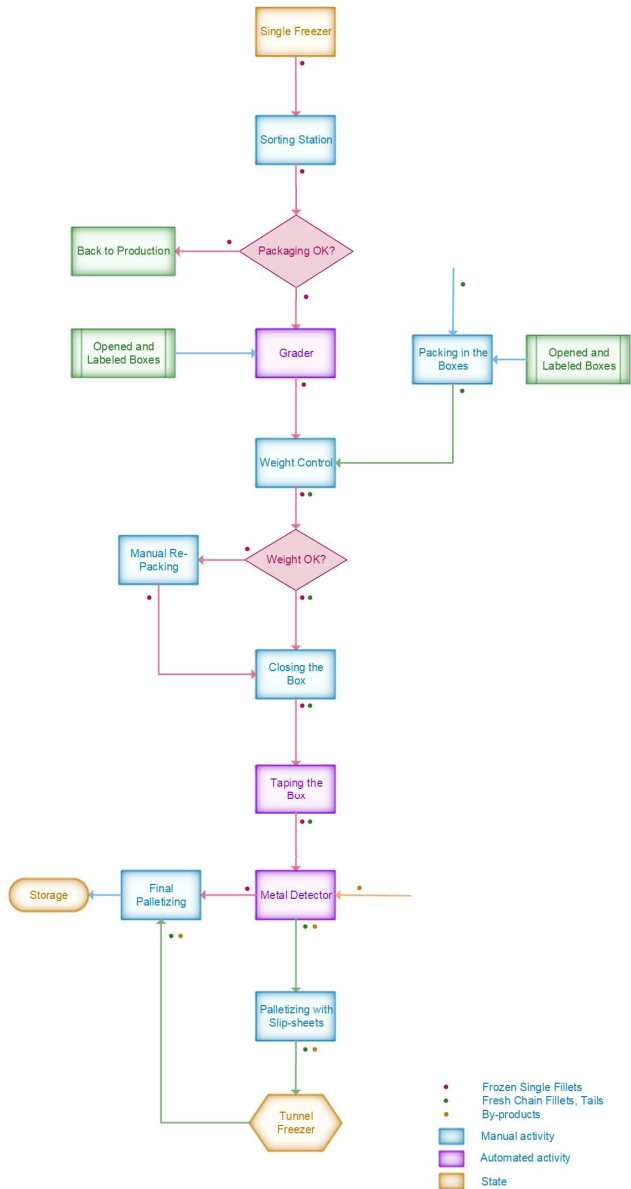 Single Freezer
Sorting Station
Back to Production
Packaging OK?
Opened and
Labeled Boxes
Grader
Packing in the
Boxes
Opened and
Labeled Boxes
Weight Control
Manual Re-
Packing
Weight OK?
Closing the
Box
Taping the
Box
Storage
Final
Palletizing
Metal Detector
Palletizing with
Slip-sheets
Tunnel
Freezer
Frozen Single Fillets
Fresh Chain Fillets, Tails
By-products
Manual activity
Automated activity
State